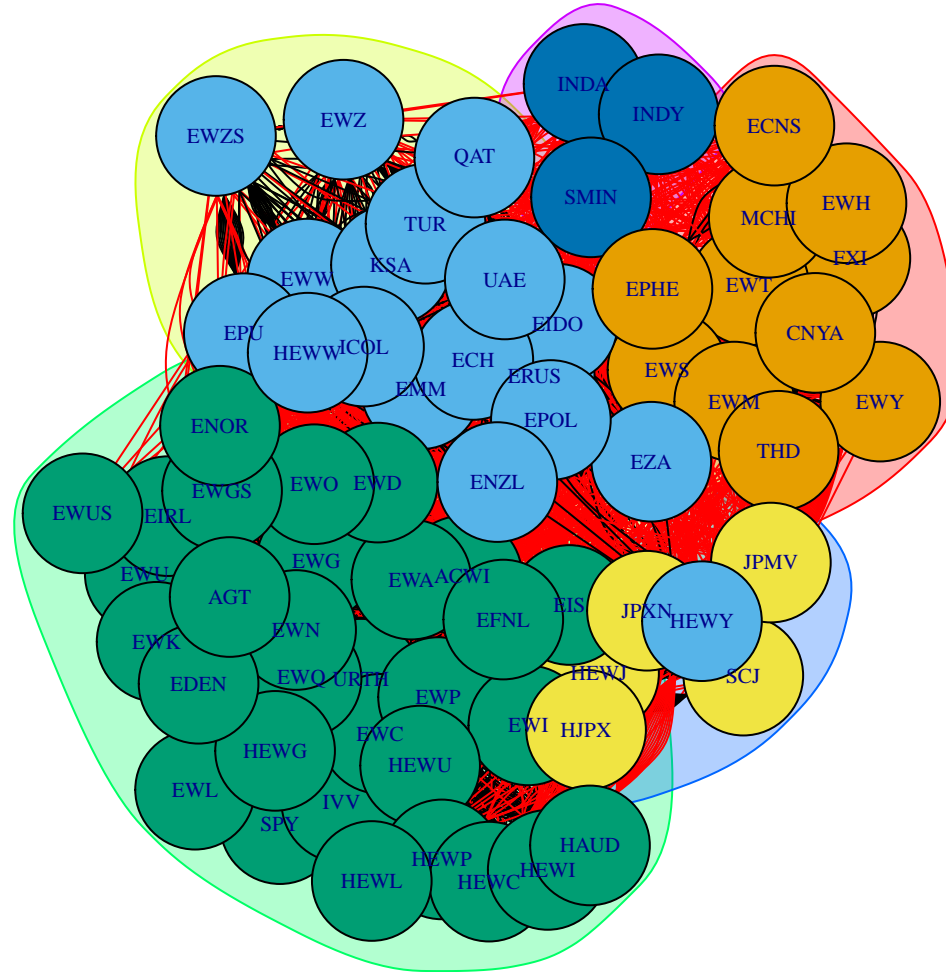 INDA
INDY
EWZ
ECNS
EWZS
QAT
SMIN
EWH
MCHI
TUR
EXI
KSA
EWW
UAE
EPHE
EWT
EIDO
EPU
CNYA
HEWW
ICOL
ECH
EWS
ERUS
EMM
EWM
EWY
EPOL
ENOR
THD
EZA
ENZL
EWO
EWD
EWGS
EWUS
EIRL
EWG
JPMV
EWU
EWA
ACWI
AGT
EIS
JPXN
EFNL
HEWY
EWN
EWK
HEWJ
SCJ
EWQ
URTH
EDEN
EWP
EWI
HJPX
EWC
HEWG
HEWU
EWL
IVV
SPY
HAUD
HEWP
HEWI
HEWL
HEWC